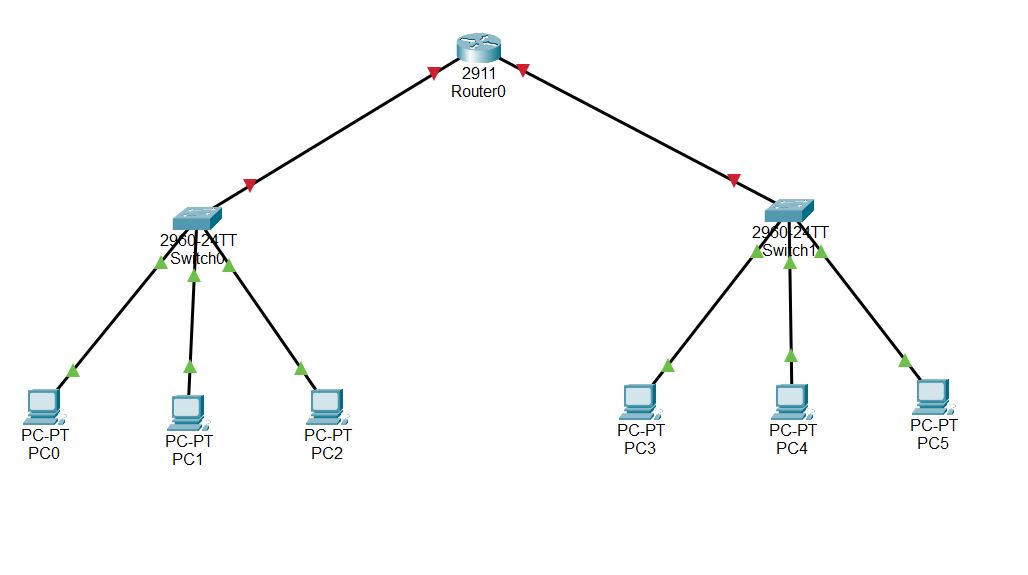 2911
Router0
2960-24TT
Switch0
2960-24TT
Switch1
PC-PT
PC0
PC-PT
PC1
PC-PT
PC2
PC-PT
PC3
PC-PT
PC4
PC-PT
PC5